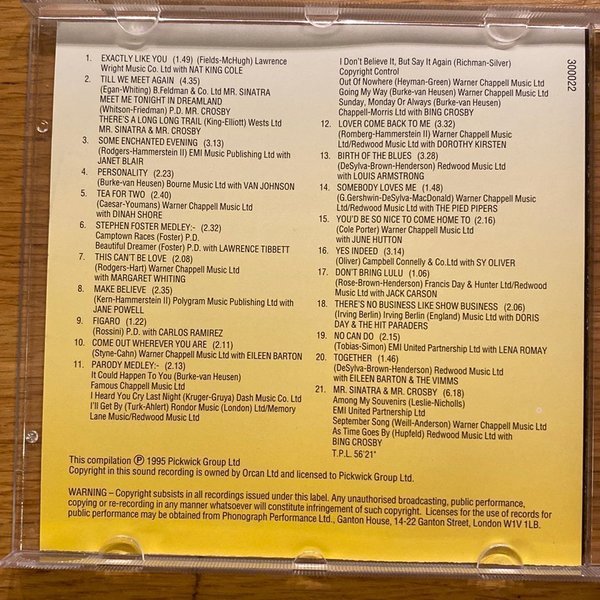 1. EXACTLY LIKE YOU (1.49) (Fields-McHugh) Lawrence
Wright Music Co. Ltd with NAT KING COLE
2. TILL WE MEET AGAIN (4.35)
(Egan-Whiting) B.Feldman & Co. Ltd MR. SINATRA
MEET ME TONIGHT IN DREAMLAND
(Whitson-Friedman) P.D. MR. CROSBY
THERE'S A LONG LONG TRAIL (King-Elliott) Wests Ltd
MR. SINATRA & MR. CROSBY
3. SOME ENCHANTED EVENING (3.13)
(Rodgers-Hart) EMI Music Publishing Ltd with
JANET BLAIR
4. PERSONALITY (2.23)
(Burke-van Heusen) Bourne Music Ltd with VAN JOHNSON
5. TEA FOR TWO (2.40)
(Caesar-Youmans) Warner Chappell Music Ltd
with DINAH SHORE
6. STEPHEN FOSTER MEDLEY:- (2.32)
Camptown Races (Foster) P.D.
Beautiful Dreamer (Foster) P.D. with LAWRENCE TIBBETT
7. THIS CAN'T BE LOVE (2.08)
(Rodgers-Hart) Warner Chappell Music Ltd
with MARGARET WHITING
8. MAKE BELIEVE (2.35)
(Kern-Hammerstein II) Polygram Music Publishing Ltd with
JANE POWELL
9. FIGARO (1.22)
(Rossini) P.D. with CARLOS RAMIREZ
10. COME OUT WHEREVER YOU ARE (2.11)
(Styne-Cahn) Warner Chappell Music Ltd with EILEEN BARTON
11. PARODY MEDLEY:- (2.13)
It Could Happen To You (Burke-van Heusen)
Famous Chappell Music Ltd
I Heard You Cry Last Night (Kruger-Gruya) Dash Music Co. Ltd
I'll Get By (Turk-Ahlert) Rondor Music (London) Ltd/Memory
Lane Music/Redwood Music Ltd
I Don't Believe It, But Say It Again (Richman-Silver)
Copyright Control
Out Of Nowhere (Heyman-Green) Warner Chappell Music Ltd
Going My Way (Burke-van Heusen) Warner Chappell Music Ltd
Sunday, Monday Or Always (Burke-van Heusen)
Chappell-Morris Ltd with BING CROSBY
12. LOVER COME BACK TO ME (3.32)
(Romberg-Hammerstein II) Warner Chappell Music
Ltd/Redwood Music Ltd with DOROTHY KIRSTEN
13. BIRTH OF THE BLUES (3.28)
(DeSylva-Brown-Henderson) Redwood Music Ltd with
LOUIS ARMSTRONG
14. SOMEBODY LOVES ME (1.48)
(G.Gershwin-DeSylva-MacDonald) Warner Chappell Music
Ltd/Redwood Music Ltd with THE PIED PIPERS
15. YOU'D BE SO NICE TO COME HOME TO (2.16)
(Cole Porter) Warner Chappell Music Ltd
with JUNE HUTTON
16. YES INDEED (3.14)
(Oliver) Campbell Connelly & Co.Ltd with SY OLIVER
17. DON'T BRING LULU (1.06)
(Rose-Brown-Henderson) Francis Day & Hunter Ltd/Redwood
Music Ltd with JACK CARSON
18. THERE'S NO BUSINESS LIKE SHOW BUSINESS (2.06)
(Irving Berlin) Irving Berlin (England) Music Ltd with DORIS
DAY & THE HIT PARADERS
19. NO CAN DO (2.15)
(Tobias-Simon) EMI United Partnership Ltd with LENA ROMAY
20. TOGETHER (1.46)
(DeSylva-Brown-Henderson) Redwood Music Ltd
with EILEEN BARTON & THE VIMMS
21. MR. SINATRA & MR. CROSBY (6.18)
Among My Souvenirs (Leslie-Nicholls)
EMI United Partnership Ltd
September Song (Weill-Anderson) Warner Chappell Music Ltd
As Time Goes By (Hupfeld) Redwood Music Ltd with
BING CROSBY
T.P.L. 56'21"
300022
This compilation ℗ 1995 Pickwick Group Ltd
Copyright in this sound recording is owned by Orcan Ltd and licensed to Pickwick Group Ltd.
WARNING – Copyright subsists in all recordings issued under this label. Any unauthorised broadcasting, public performance,
copying or re-recording in any manner whatsoever will constitute infringement of such copyright. Licenses for the use of records for
public performance may be obtained from Phonograph Performance Ltd., Ganton House, 14-22 Ganton Street, London W1V 1LB.